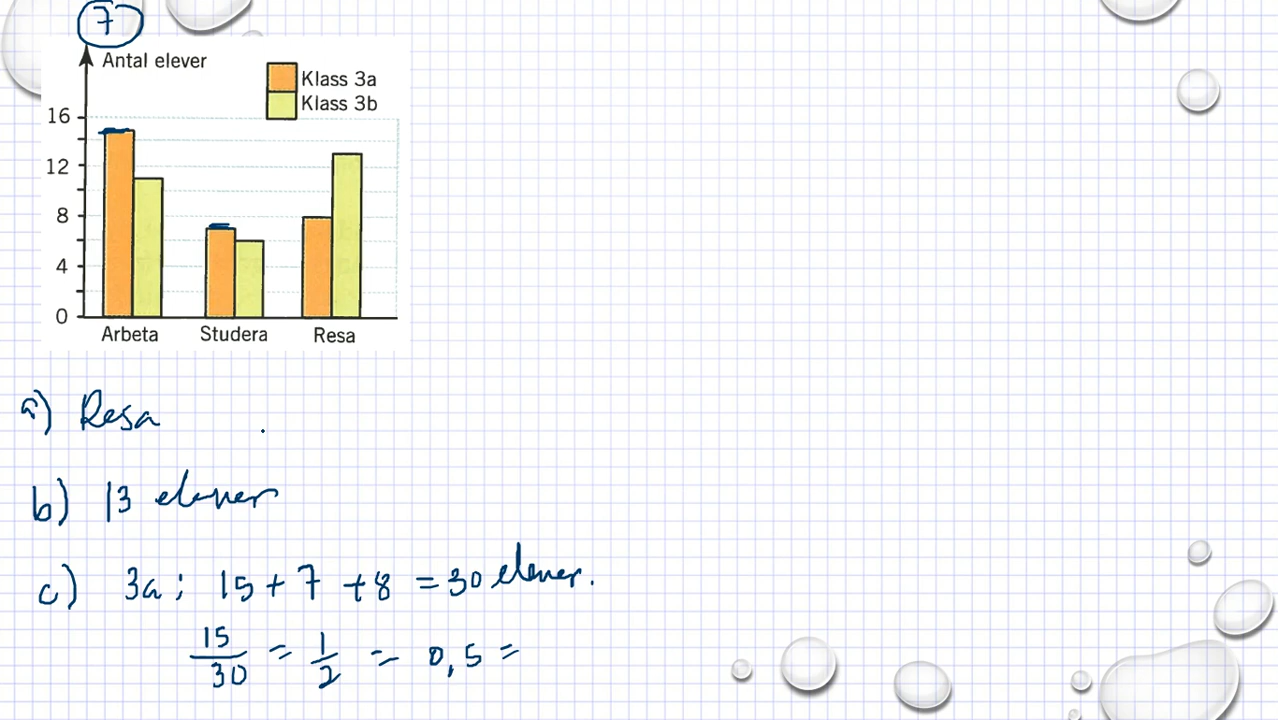 7
Antal elever
Klass 3a
Klass 3b
16
12
8
4
0
Arbeta Studera Resa
a) Resa
b) 13 elever
c) 3a; 15 + 7 + 8 = 30 elever.
15/30 = 1/2 = 0,5 =